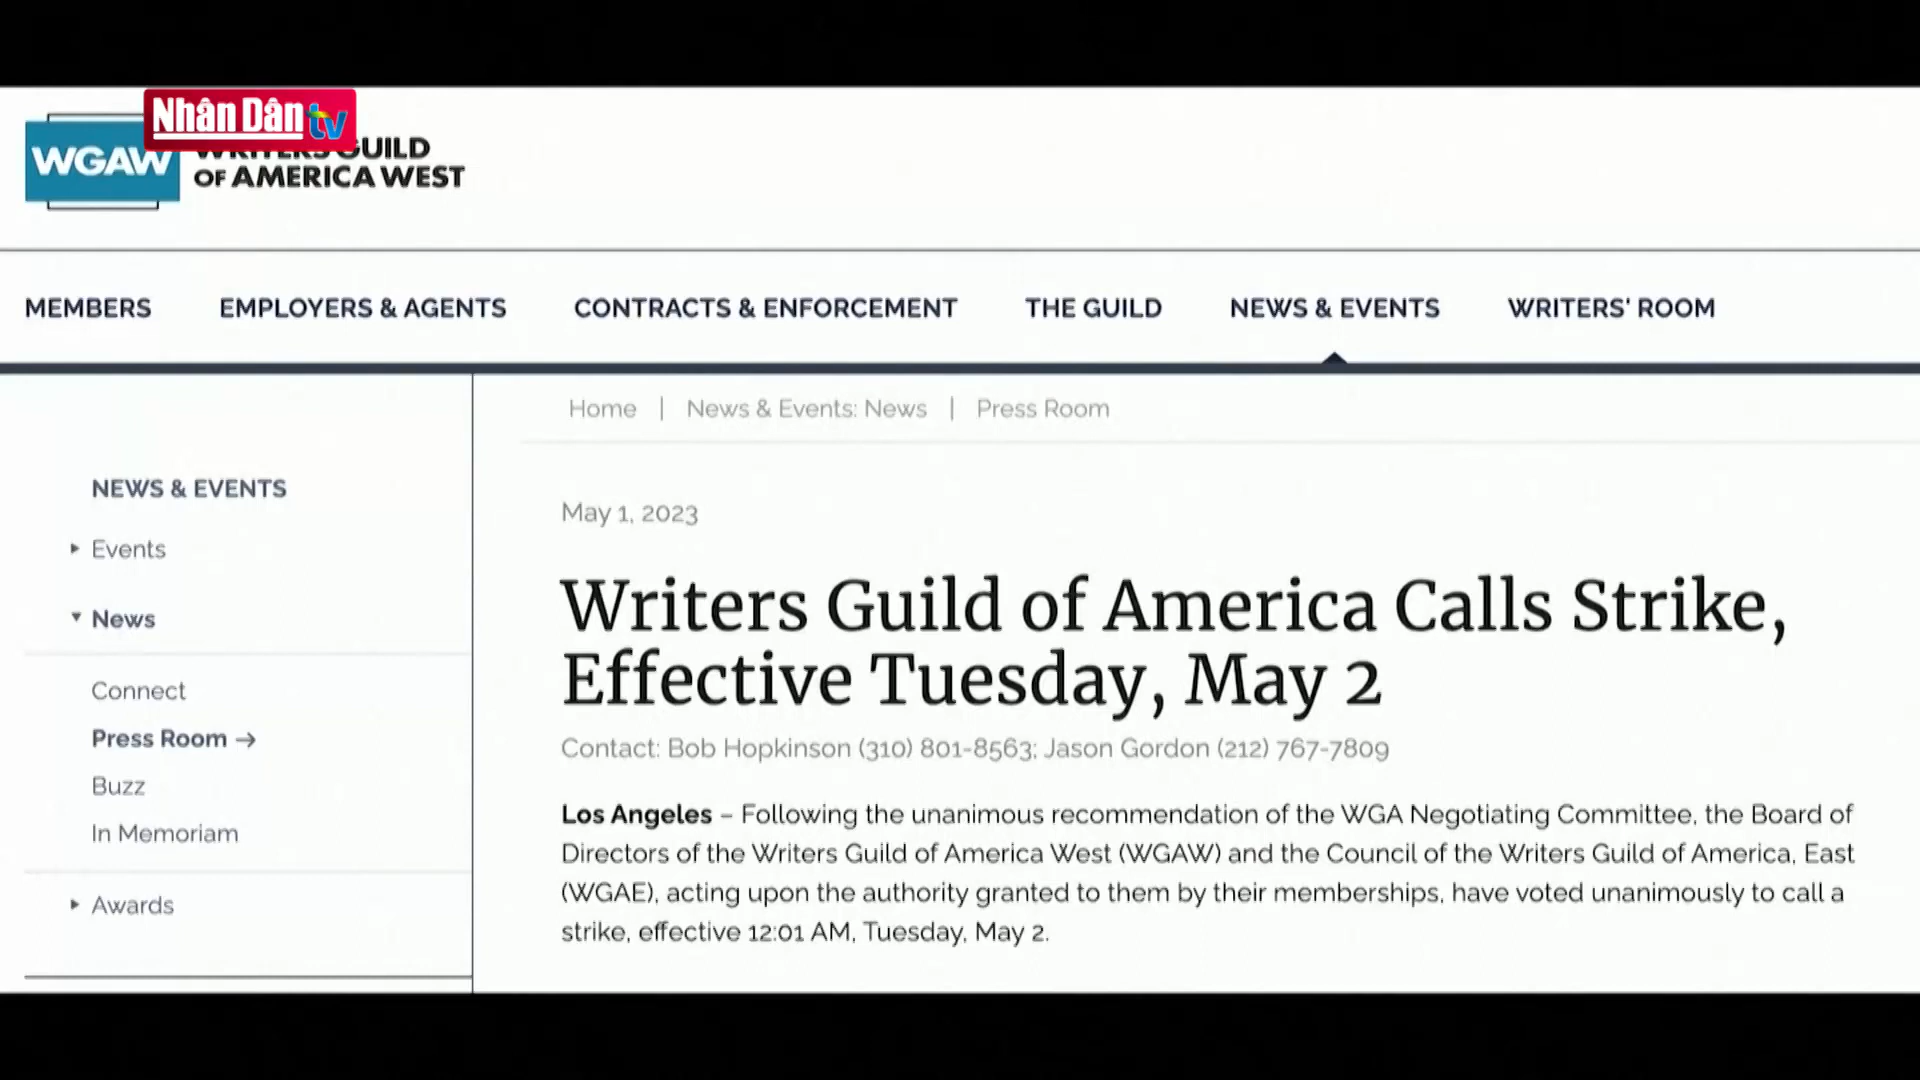 Nhân Dân tv
WGAW
WRITERS GUILD
OF AMERICA WEST
MEMBERS EMPLOYERS & AGENTS CONTRACTS & ENFORCEMENT THE GUILD NEWS & EVENTS WRITERS' ROOM
Home | News & Events: News | Press Room
NEWS & EVENTS
Events
News
Connect
Press Room →
Buzz
In Memoriam
Awards
May 1, 2023
Writers Guild of America Calls Strike,
Effective Tuesday, May 2
Contact: Bob Hopkinson (310) 801-8563; Jason Gordon (212) 767-7809
Los Angeles – Following the unanimous recommendation of the WGA Negotiating Committee, the Board of
Directors of the Writers Guild of America West (WGAW) and the Council of the Writers Guild of America, East
(WGAE), acting upon the authority granted to them by their memberships, have voted unanimously to call a
strike, effective 12:01 AM, Tuesday, May 2.